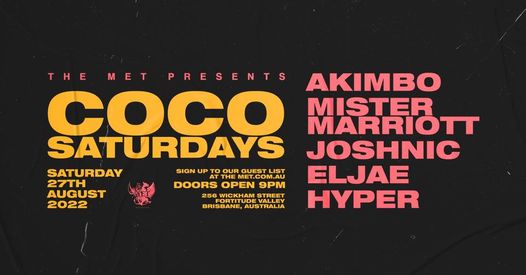 THE MET PRESENTS
COCO
SATURDAYS
SATURDAY
27TH
AUGUST
2022
SIGN UP TO OUR GUEST LIST
AT THE MET.COM.AU
DOORS OPEN 9PM
256 WICKHAM STREET
FORTITUDE VALLEY
BRISBANE, AUSTRALIA
AKIMBO
MISTER
MARRIOTT
JOSHNIC
ELJAE
HYPER